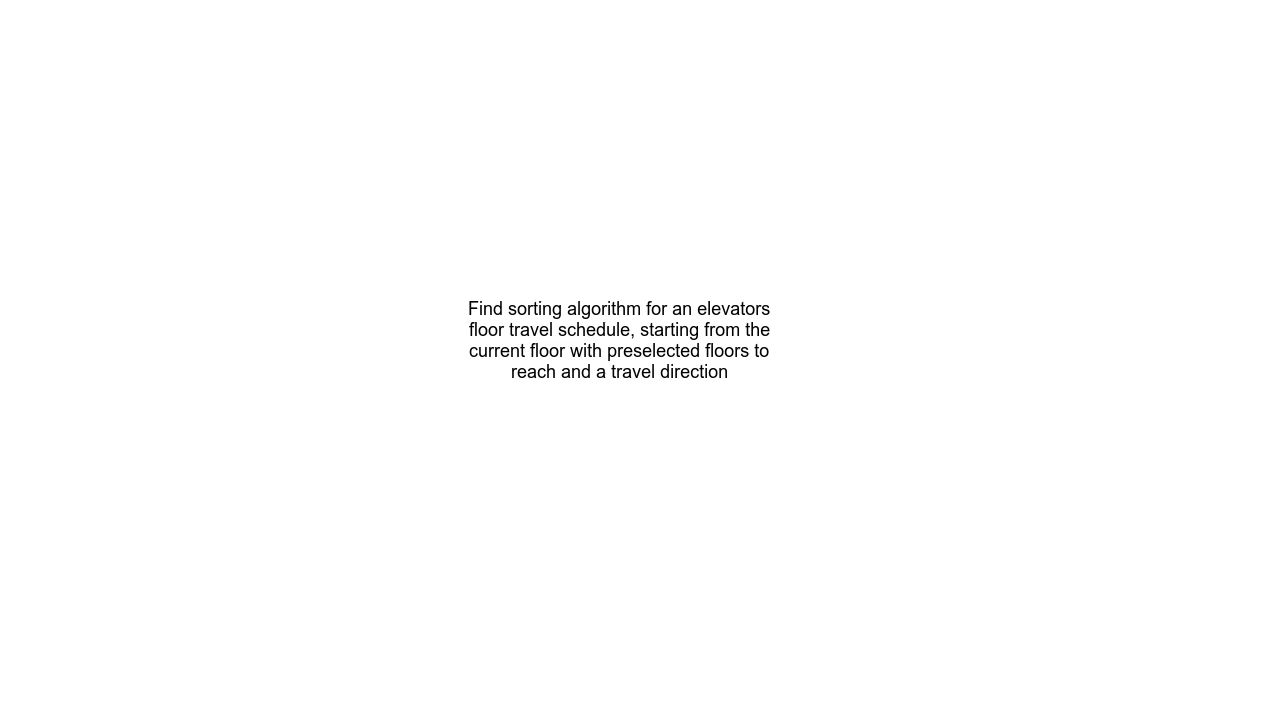 Find sorting algorithm for an elevators
floor travel schedule, starting from the
current floor with preselected floors to
reach and a travel direction